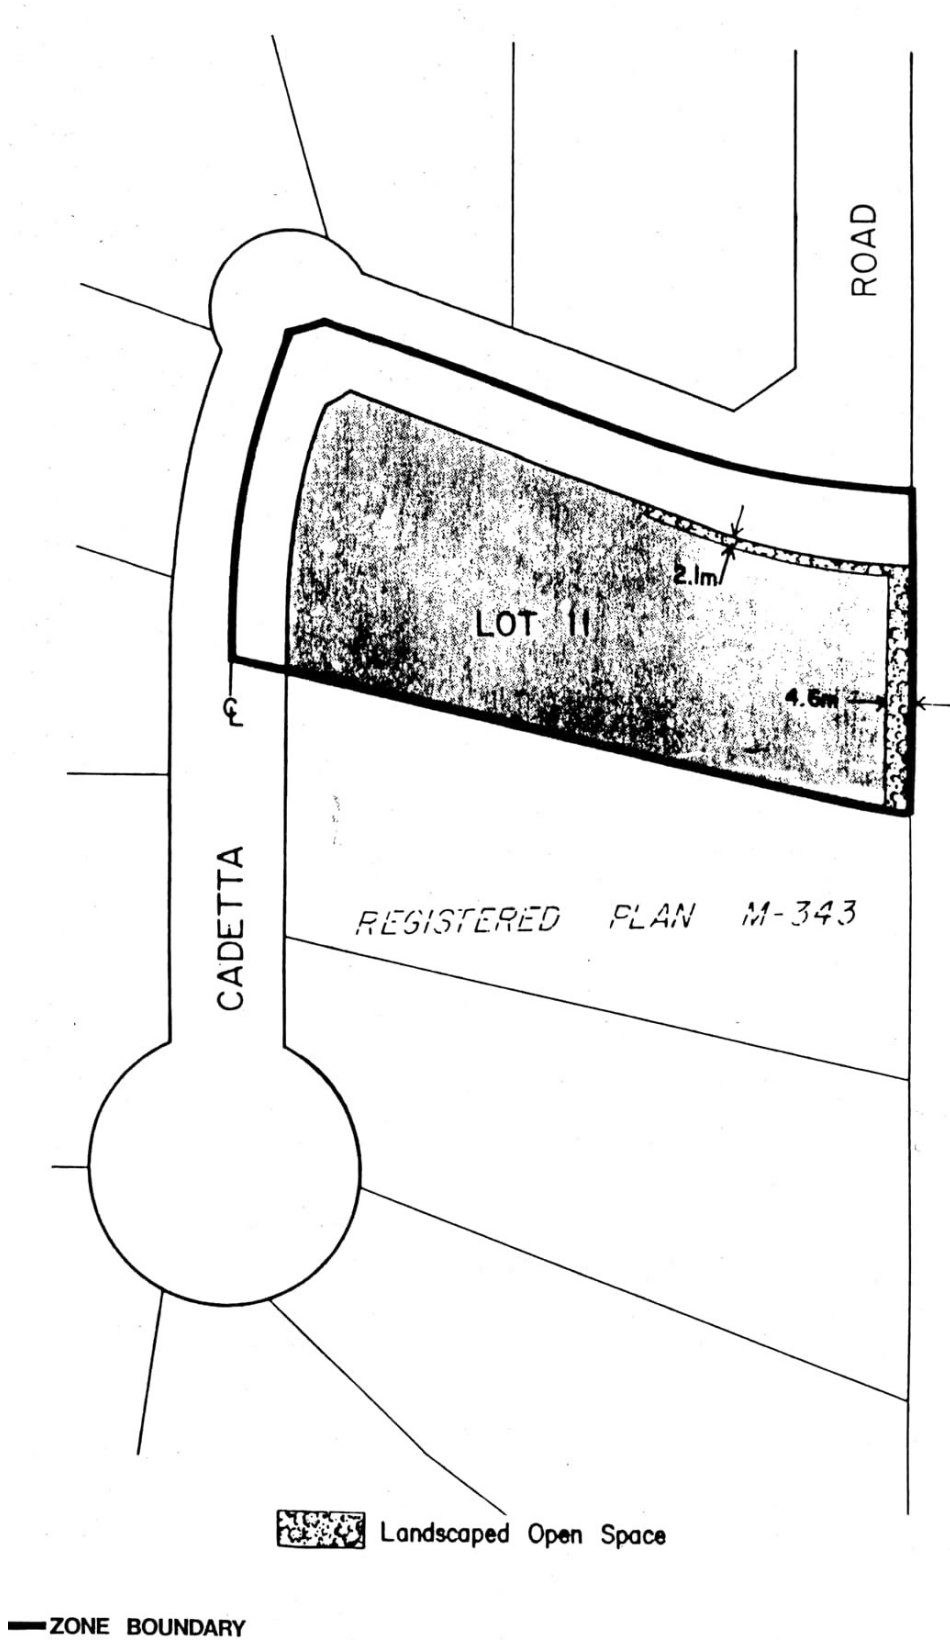 ROAD
2.1m
LOT 11
4.5m
℄
CADETTA
REGISTERED PLAN M-343
Landscaped Open Space
ZONE BOUNDARY